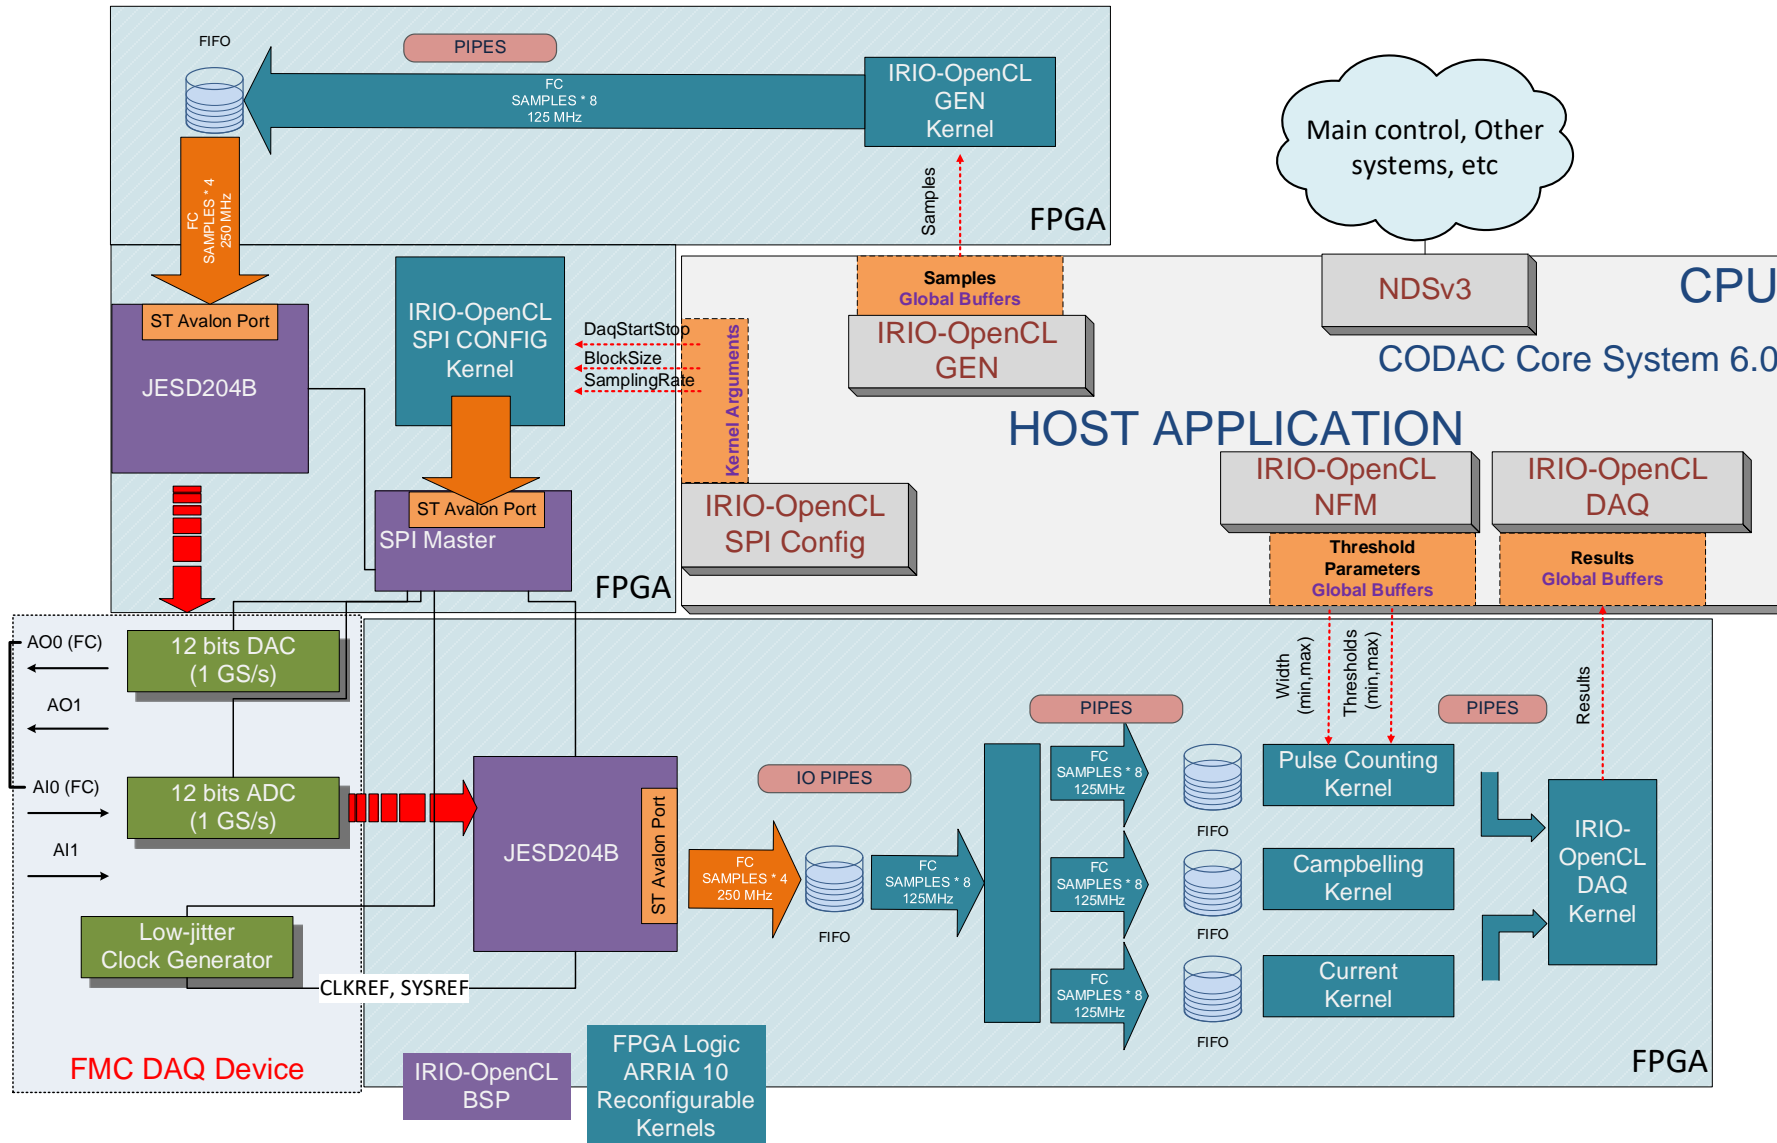 FIFO
PIPES
FC
SAMPLES * 8
125 MHz
IRIO-OpenCL
GEN
Kernel
FC
SAMPLES * 4
250 MHz
Samples
FPGA
Main control, Other
systems, etc
ST Avalon Port
JESD204B
IRIO-OpenCL
SPI CONFIG
Kernel
DaqStartStop
BlockSize
SamplingRate
Kernel Arguments
Samples
Global Buffers
IRIO-OpenCL
GEN
NDSv3
CPU
CODAC Core System 6.0
HOST APPLICATION
ST Avalon Port
SPI Master
FPGA
IRIO-OpenCL
SPI Config
IRIO-OpenCL
NFM
IRIO-OpenCL
DAQ
Threshold
Parameters
Global Buffers
Results
Global Buffers
AO0 (FC)
12 bits DAC
(1 GS/s)
AO1
AI0 (FC)
12 bits ADC
(1 GS/s)
AI1
Low-jitter
Clock Generator
CLKREF, SYSREF
FMC DAQ Device
JESD204B
ST Avalon Port
FC
SAMPLES * 4
250 MHz
IO PIPES
FIFO
FC
SAMPLES * 8
125MHz
PIPES
FC
SAMPLES * 8
125MHz
FC
SAMPLES * 8
125MHz
FC
SAMPLES * 8
125MHz
FIFO
FIFO
FIFO
Width
(min,max)
Thresholds
(min,max)
Pulse Counting
Kernel
Campbelling
Kernel
Current
Kernel
PIPES
Results
IRIO-
OpenCL
DAQ
Kernel
FPGA
IRIO-OpenCL
BSP
FPGA Logic
ARRIA 10
Reconfigurable
Kernels